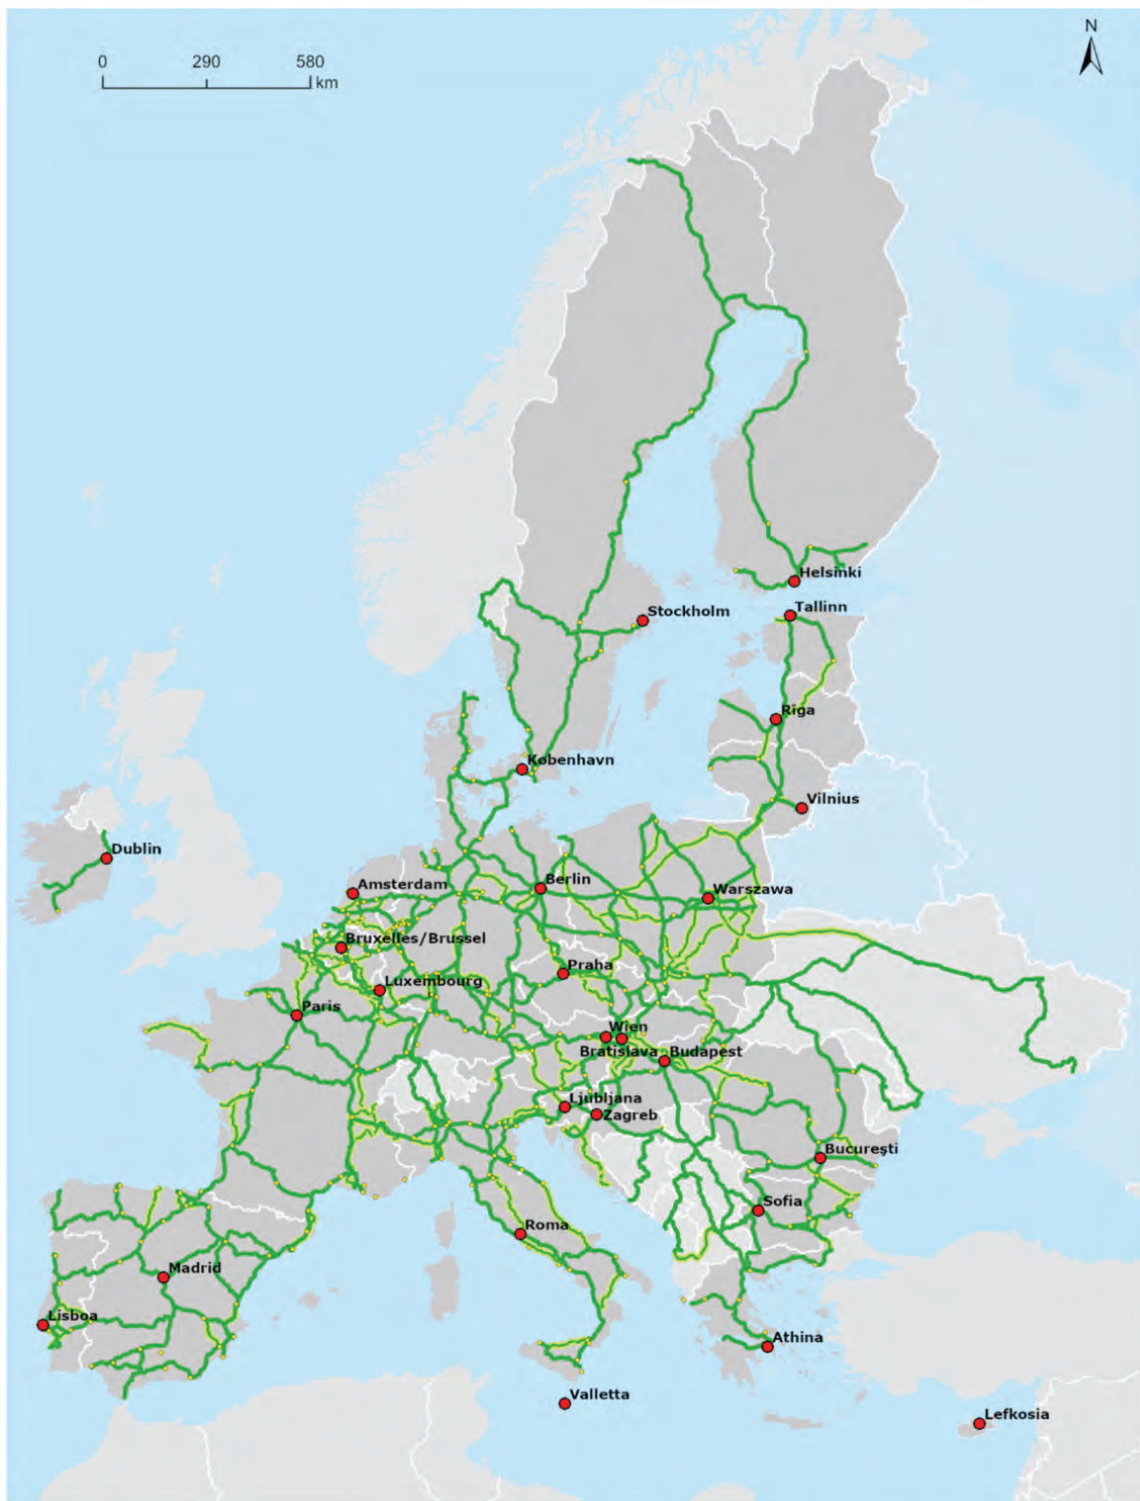 N
0 290 580
km
Helsinki
Tallinn
Stockholm
Rīga
København
Vilnius
Dublin
Amsterdam
Berlin
Warszawa
Bruxelles/Brussel
Praha
Luxembourg
Paris
Wien
Bratislava
Budapest
Ljubljana
Zagreb
București
Sofia
Roma
Madrid
Lisboa
Athina
Valletta
Lefkosia